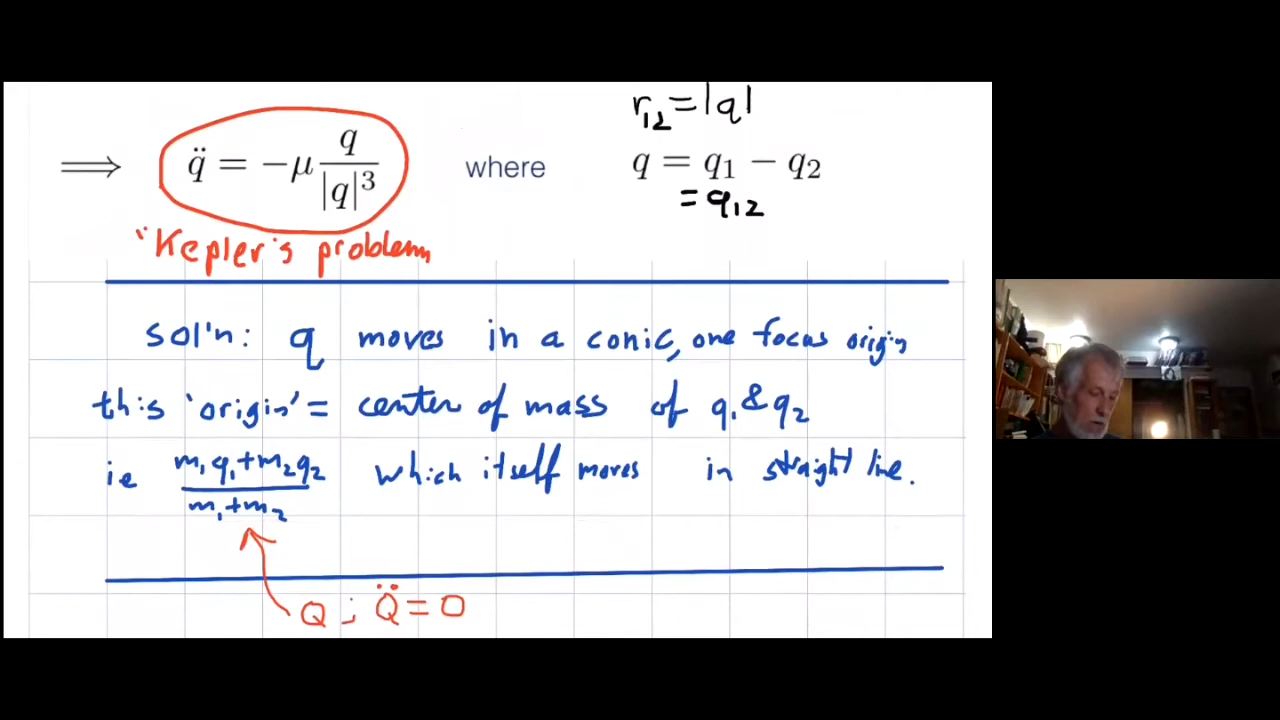 r₁₂ = |q|
⟹ q̈ = −μ q/|q|³ where q = q₁ − q₂
= q₁₂
"Kepler's problem
sol'n: q moves in a conic, one focus origin
this 'origin' = center of mass of q₁ & q₂
ie (m₁q₁+m₂q₂)/(m₁+m₂) which itself moves in straight line.
Q ; Q̈ = 0